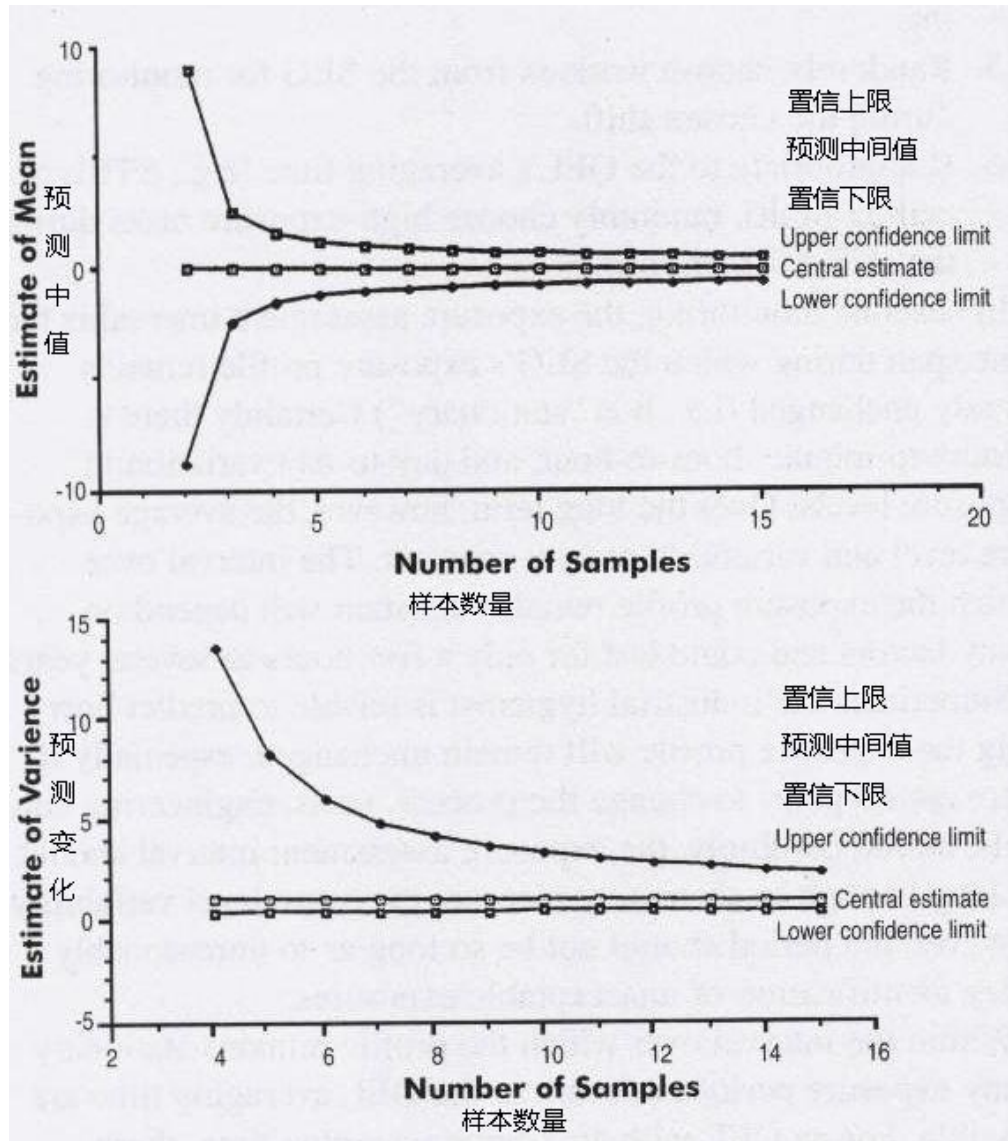 10
置信上限
预测中间值
置信下限
Upper confidence limit
Central estimate
Lower confidence limit
Estimate of Mean
预测中值
0
-10
0
5
10
15
20
Number of Samples
样本数量
15
置信上限
预测中间值
置信下限
10
Upper confidence limit
Estimate of Varience
预测变化
5
Central estimate
Lower confidence limit
0
-5
2
4
6
8
10
12
14
16
Number of Samples
样本数量